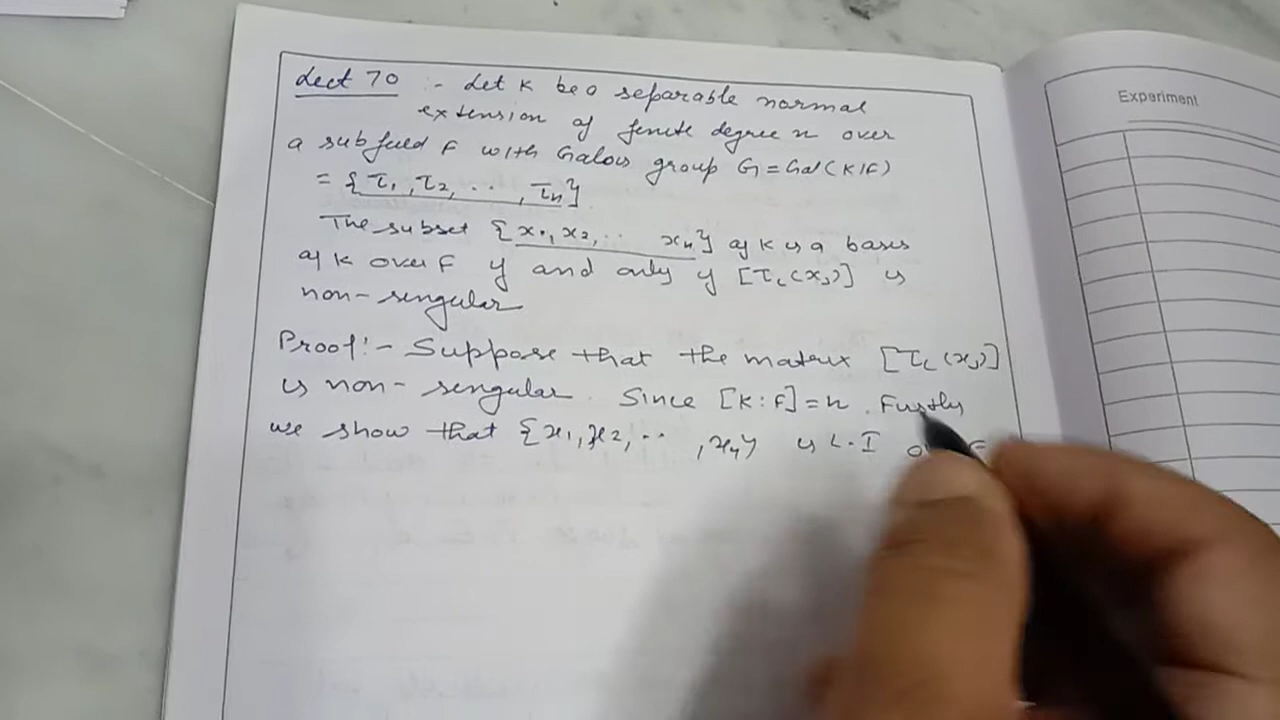 Lect 70 :- Let K be a separable normal
extension of finite degree n over
a subfield F with Galois group G = Gal(K/F)
= {τ₁, τ₂, .., τₙ}
The subset {x₁, x₂, .. xₙ} of K is a basis
of K over F if and only if [τᵢ(xⱼ)] is
non-singular
Proof:- Suppose that the matrix [τᵢ(xⱼ)]
is non-singular. Since [K:F]=n. Firstly
we show that {x₁, x₂, .. , xₙ} is L.I
Experiment